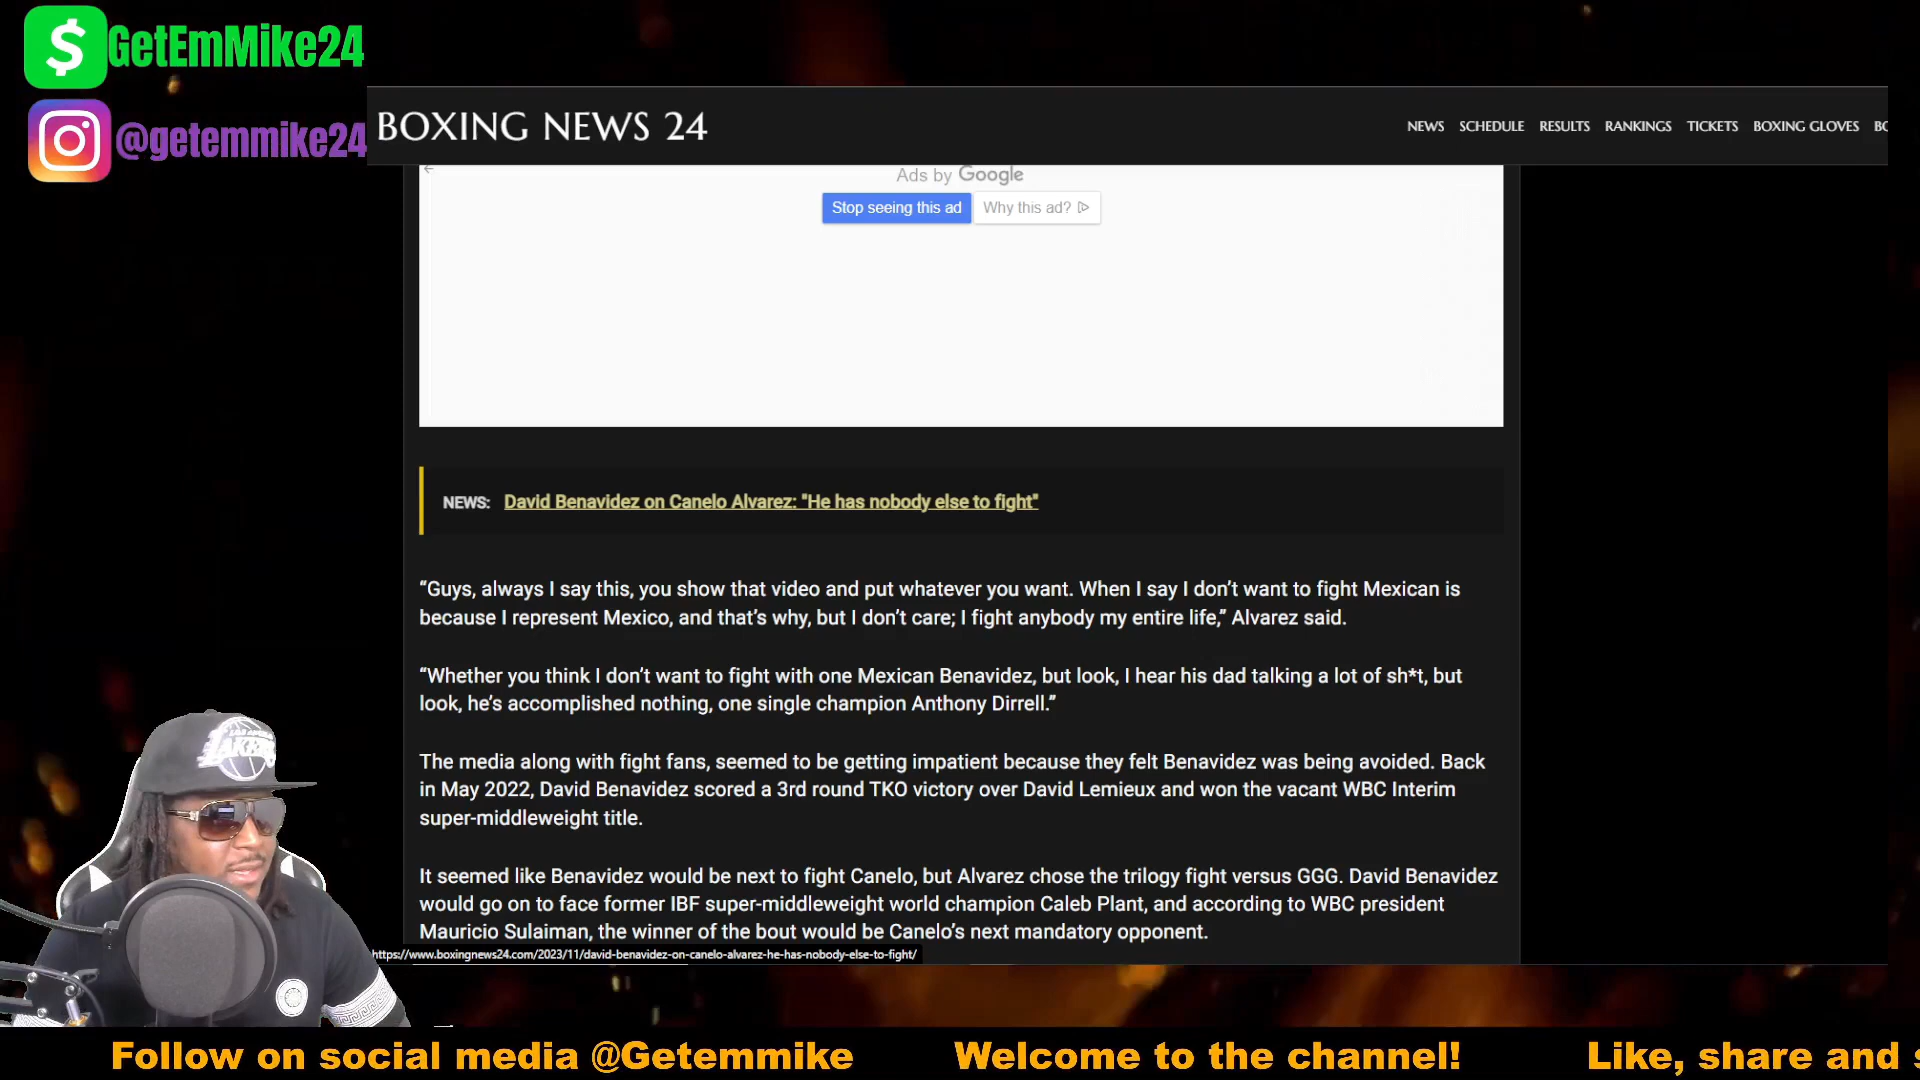 GetEmMike24
@getemmike24
BOXING NEWS 24
NEWS SCHEDULE RESULTS RANKINGS TICKETS BOXING GLOVES
Ads by Google
Stop seeing this ad Why this ad?
NEWS: David Benavidez on Canelo Alvarez: "He has nobody else to fight"
“Guys, always I say this, you show that video and put whatever you want. When I say I don’t want to fight Mexican is
because I represent Mexico, and that’s why, but I don’t care; I fight anybody my entire life,” Alvarez said.
“Whether you think I don’t want to fight with one Mexican Benavidez, but look, I hear his dad talking a lot of sh*t, but
look, he’s accomplished nothing, one single champion Anthony Dirrell.”
The media along with fight fans, seemed to be getting impatient because they felt Benavidez was being avoided. Back
in May 2022, David Benavidez scored a 3rd round TKO victory over David Lemieux and won the vacant WBC Interim
super-middleweight title.
It seemed like Benavidez would be next to fight Canelo, but Alvarez chose the trilogy fight versus GGG. David Benavidez
would go on to face former IBF super-middleweight world champion Caleb Plant, and according to WBC president
Mauricio Sulaiman, the winner of the bout would be Canelo’s next mandatory opponent.
https://www.boxingnews24.com/2023/11/david-benavidez-on-canelo-alvarez-he-has-nobody-else-to-fight/
LOS ANGELES
LAKERS
Follow on social media @Getemmike Welcome to the channel! Like, share and